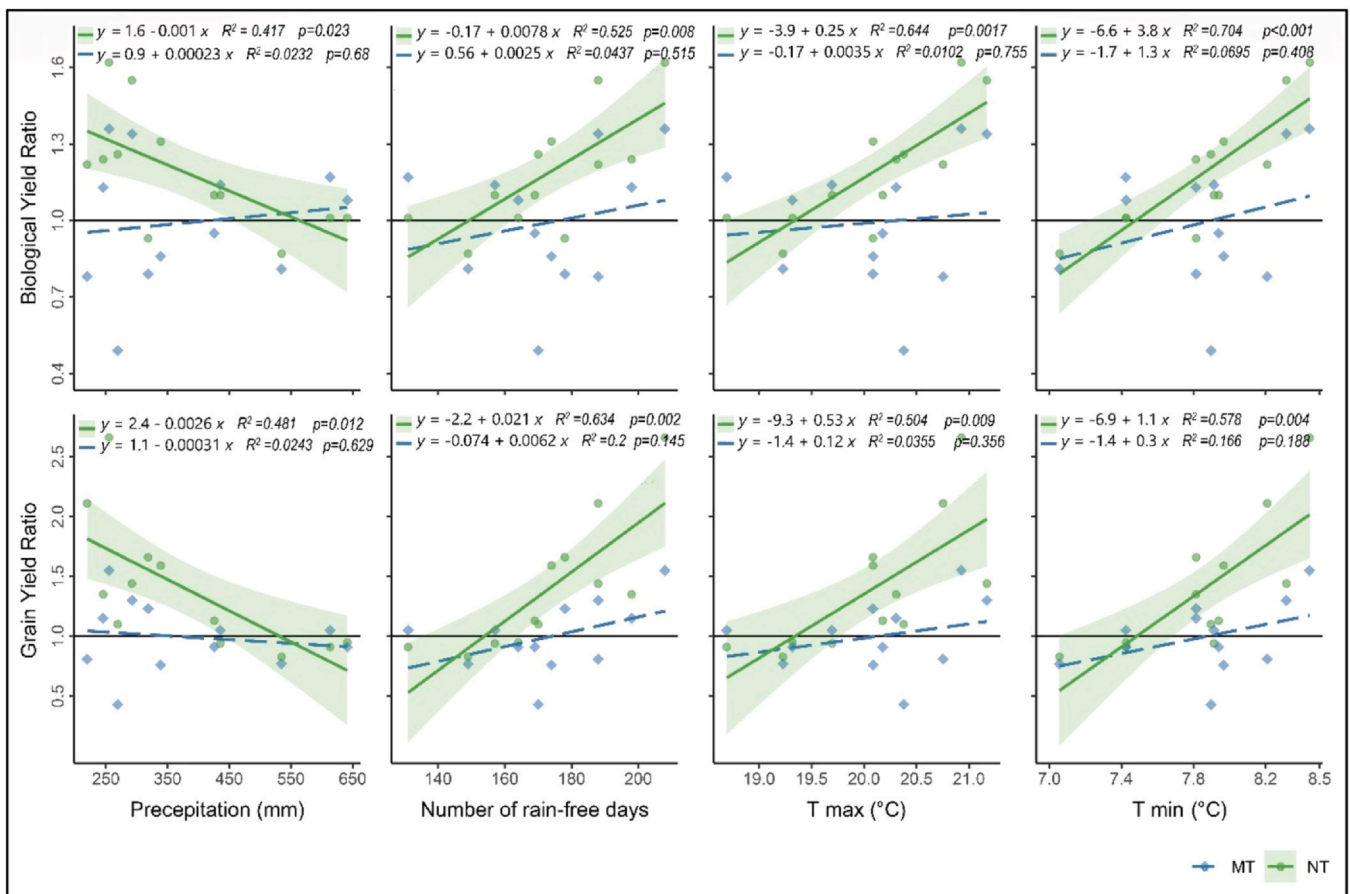 y = 1.6 - 0.001 x R² = 0.417 p=0.023
y = 0.9 + 0.00023 x R² =0.0232 p=0.68
y = -0.17 + 0.0078 x R² =0.525 p=0.008
y = 0.56 + 0.0025 x R² =0.0437 p=0.515
y = -3.9 + 0.25 x R² =0.644 p=0.0017
y = -0.17 + 0.0035 x R² =0.0102 p=0.755
y = -6.6 + 3.8 x R² =0.704 p<0.001
y = -1.7 + 1.3 x R² =0.0695 p=0.408
Biological Yield Ratio
1.6
1.3
1.0
0.7
0.4
y = 2.4 - 0.0026 x R² =0.481 p=0.012
y = 1.1 - 0.00031 x R² =0.0243 p=0.629
y = -2.2 + 0.021 x R² =0.634 p=0.002
y = -0.074 + 0.0062 x R² =0.2 p=0.145
y = -9.3 + 0.53 x R² =0.504 p=0.009
y = -1.4 + 0.12 x R² =0.0355 p=0.356
y = -6.9 + 1.1 x R² =0.578 p=0.004
y = -1.4 + 0.3 x R² =0.166 p=0.188
Grain Yield Ratio
2.5
2.0
1.5
1.0
0.5
250 350 450 550 650
140 160 180 200
19.0 19.5 20.0 20.5 21.0
7.0 7.4 7.8 8.2 8.5
Precepitation (mm)
Number of rain-free days
T max (°C)
T min (°C)
MT NT